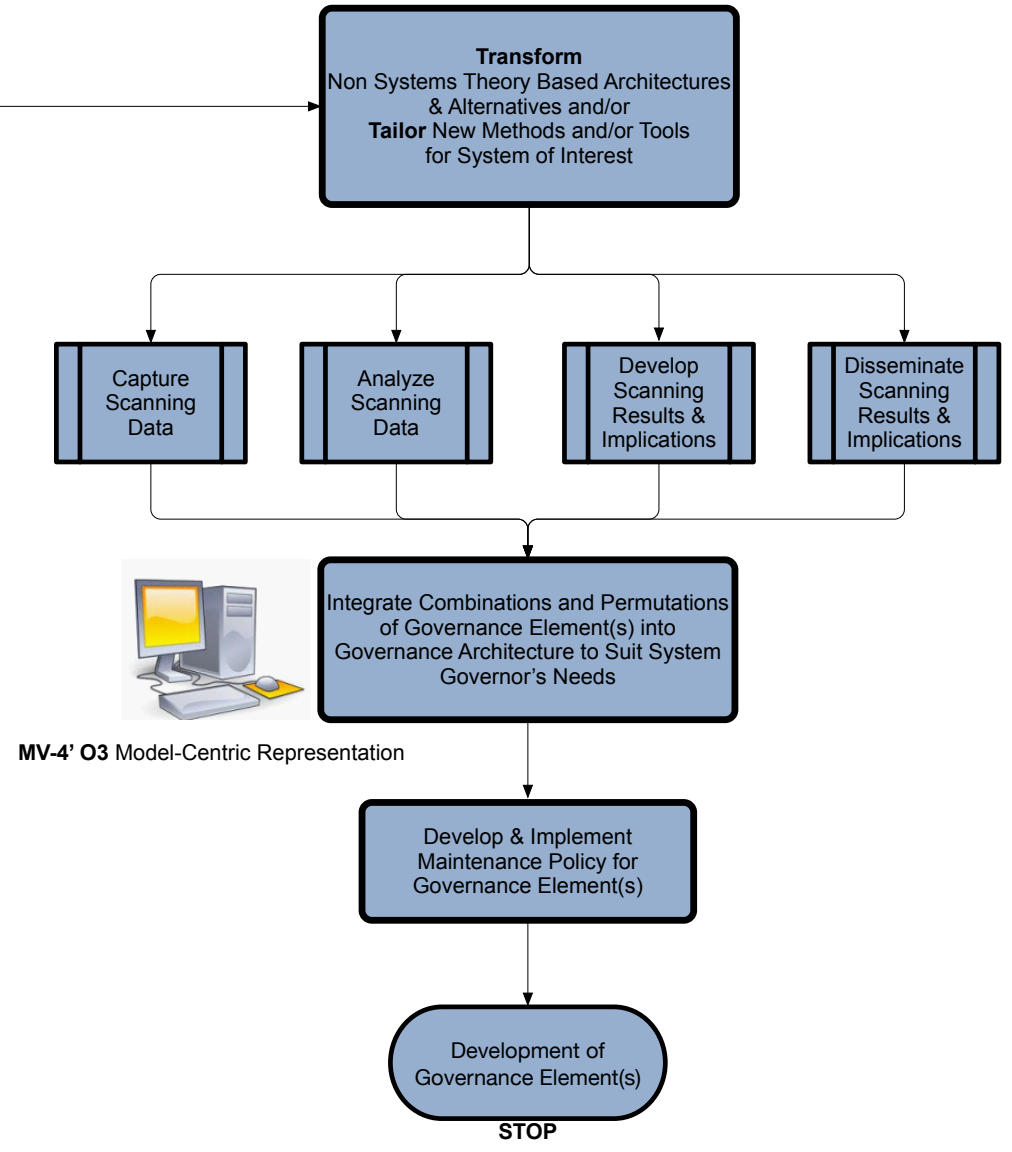 Transform
Non Systems Theory Based Architectures
& Alternatives and/or
Tailor New Methods and/or Tools
for System of Interest
Capture
Scanning
Data
Analyze
Scanning
Data
Develop
Scanning
Results &
Implications
Disseminate
Scanning
Results &
Implications
Integrate Combinations and Permutations
of Governance Element(s) into
Governance Architecture to Suit System
Governor’s Needs
MV-4’ O3 Model-Centric Representation
Develop & Implement
Maintenance Policy for
Governance Element(s)
Development of
Governance Element(s)
STOP